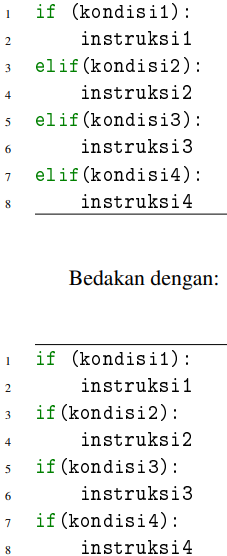 1 if (kondisi1):
2     instruksi1
3 elif(kondisi2):
4     instruksi2
5 elif(kondisi3):
6     instruksi3
7 elif(kondisi4):
8     instruksi4
Bedakan dengan:
1 if (kondisi1):
2     instruksi1
3 if(kondisi2):
4     instruksi2
5 if(kondisi3):
6     instruksi3
7 if(kondisi4):
8     instruksi4